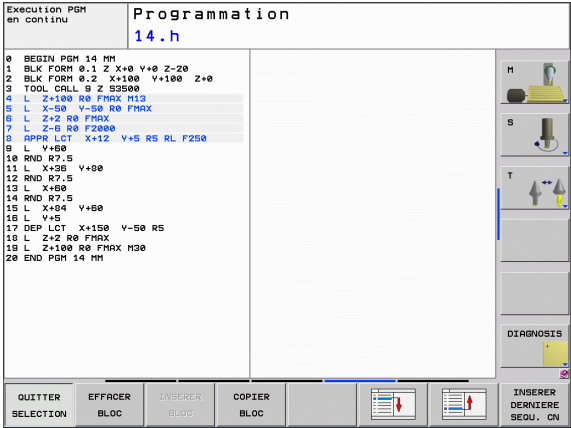 Execution PGM
en continu
Programmation
14.h
0 BEGIN PGM 14 MM
1 BLK FORM 0.1 Z X+0 Y+0 Z-20
2 BLK FORM 0.2 X+100 Y+100 Z+0
3 TOOL CALL 9 Z S3500
4 L Z+100 R0 FMAX M13
5 L X-50 Y-50 R0 FMAX
6 L Z+2 R0 FMAX
7 L Z-6 R0 F2000
8 APPR LCT X+12 Y+5 R5 RL F250
9 L Y+60
10 RND R7.5
11 L X+36 Y+80
12 RND R7.5
13 L X+60
14 RND R7.5
15 L X+84 Y+60
16 L Y+5
17 DEP LCT X+150 Y-50 R5
18 L Z+2 R0 FMAX
19 L Z+100 R0 FMAX M30
20 END PGM 14 MM
M
S
T
DIAGNOSIS
QUITTER
SELECTION
EFFACER
BLOC
INSERER
BLOC
COPIER
BLOC
INSERER
DERNIERE
SEQU. CN